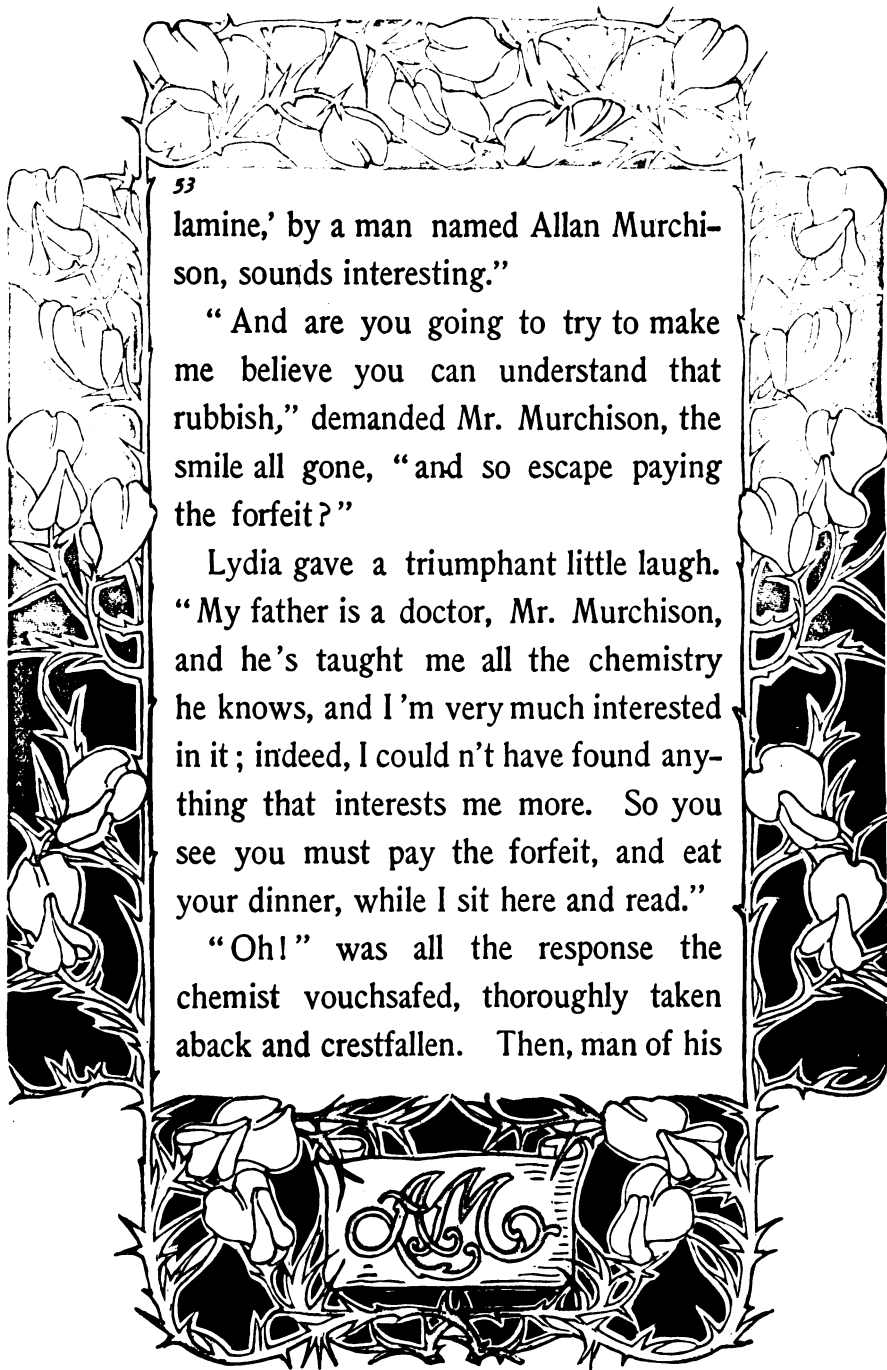 53
lamine,’ by a man named Allan Murchi-
son, sounds interesting.”
“ And are you going to try to make
me believe you can understand that
rubbish,” demanded Mr. Murchison, the
smile all gone, “and so escape paying
the forfeit?”
Lydia gave a triumphant little laugh.
“My father is a doctor, Mr. Murchison,
and he’s taught me all the chemistry
he knows, and I ’m very much interested
in it ; indeed, I could n’t have found any-
thing that interests me more. So you
see you must pay the forfeit, and eat
your dinner, while I sit here and read.”
“Oh!” was all the response the
chemist vouchsafed, thoroughly taken
aback and crestfallen. Then, man of his